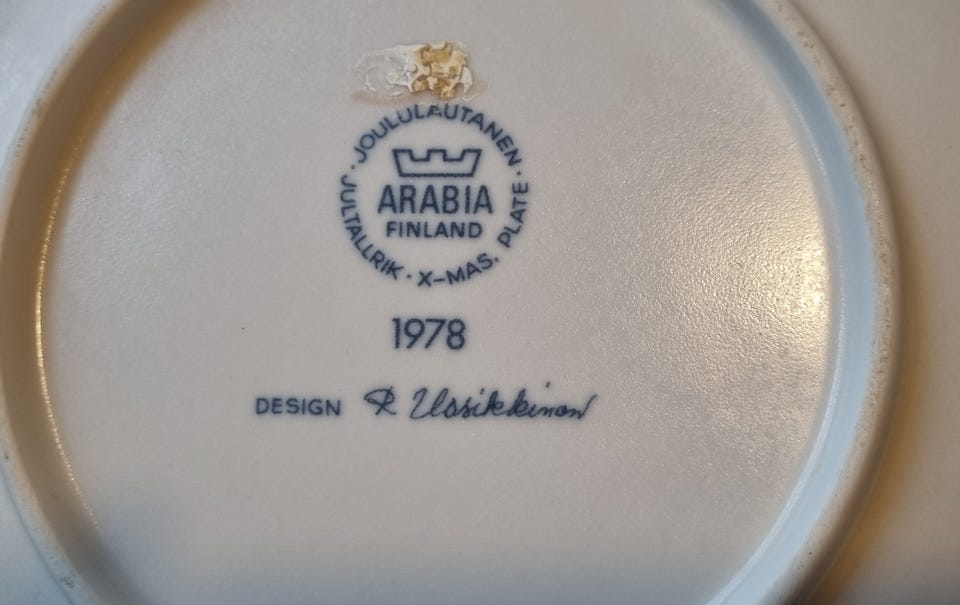 · JOULULAUTANEN · JULTALLRIK · X-MAS. PLATE
ARABIA
FINLAND
1978
DESIGN R Uosikkinen